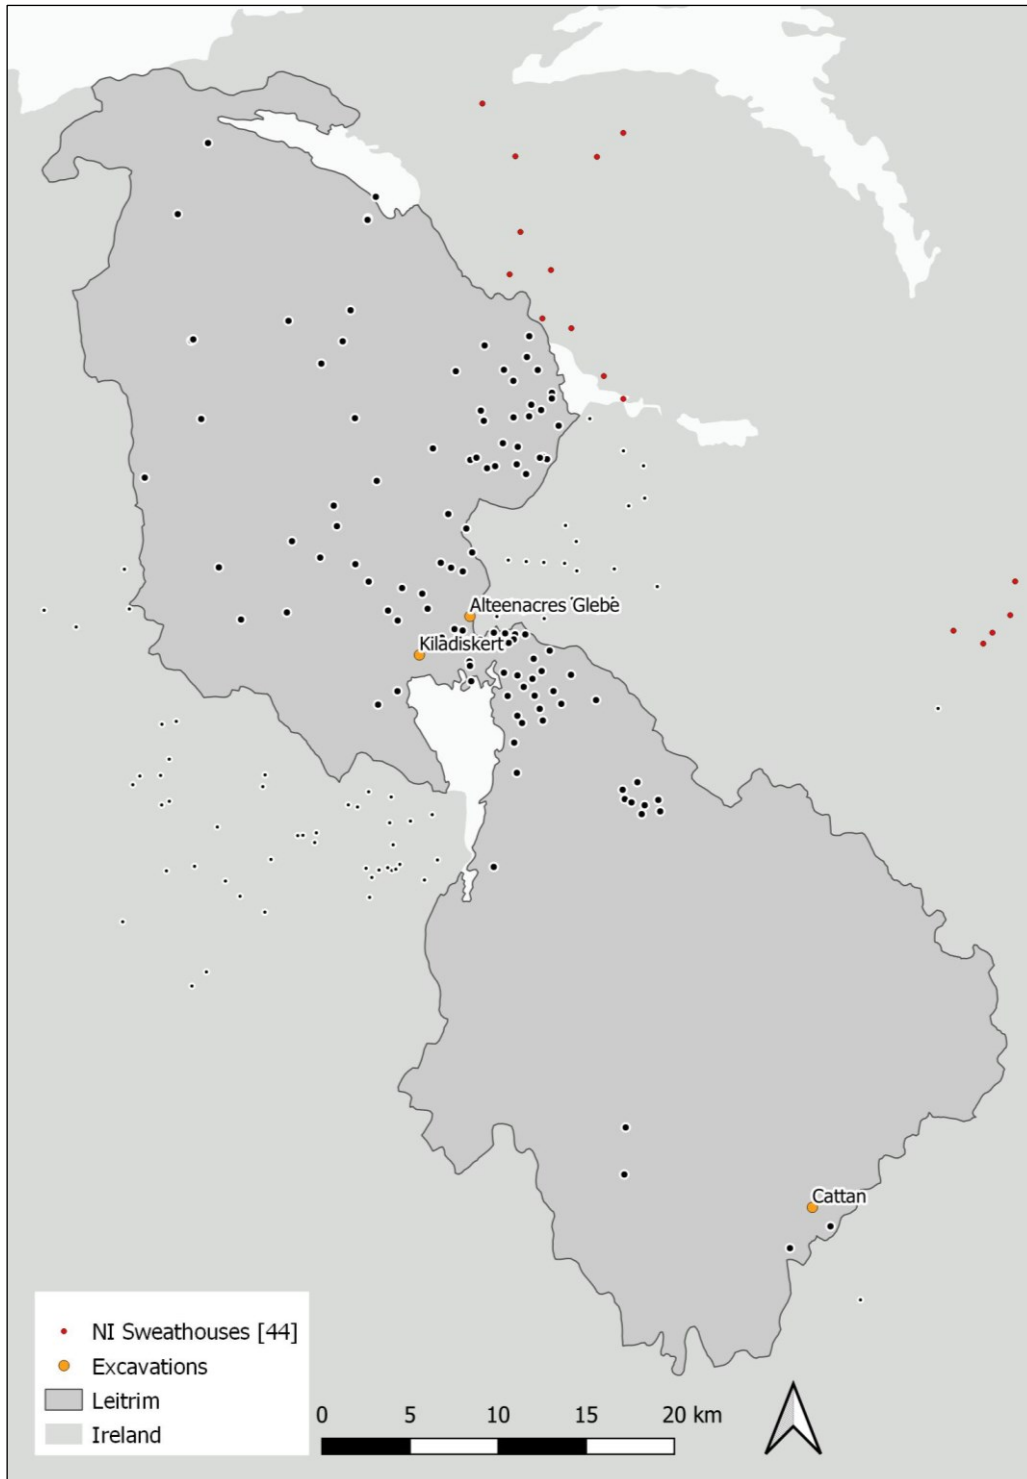 Alteenacres Glebe
Kiladiskert
Cattan
NI Sweathouses [44]
Excavations
Leitrim
Ireland
0 5 10 15 20 km